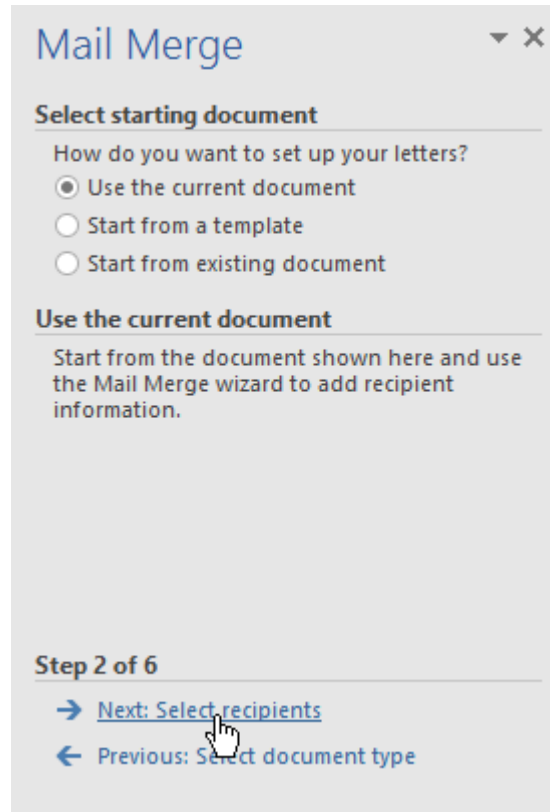 Mail Merge
Select starting document
How do you want to set up your letters?
Use the current document
Start from a template
Start from existing document
Use the current document
Start from the document shown here and use
the Mail Merge wizard to add recipient
information.
Step 2 of 6
Next: Select recipients
Previous: Select document type